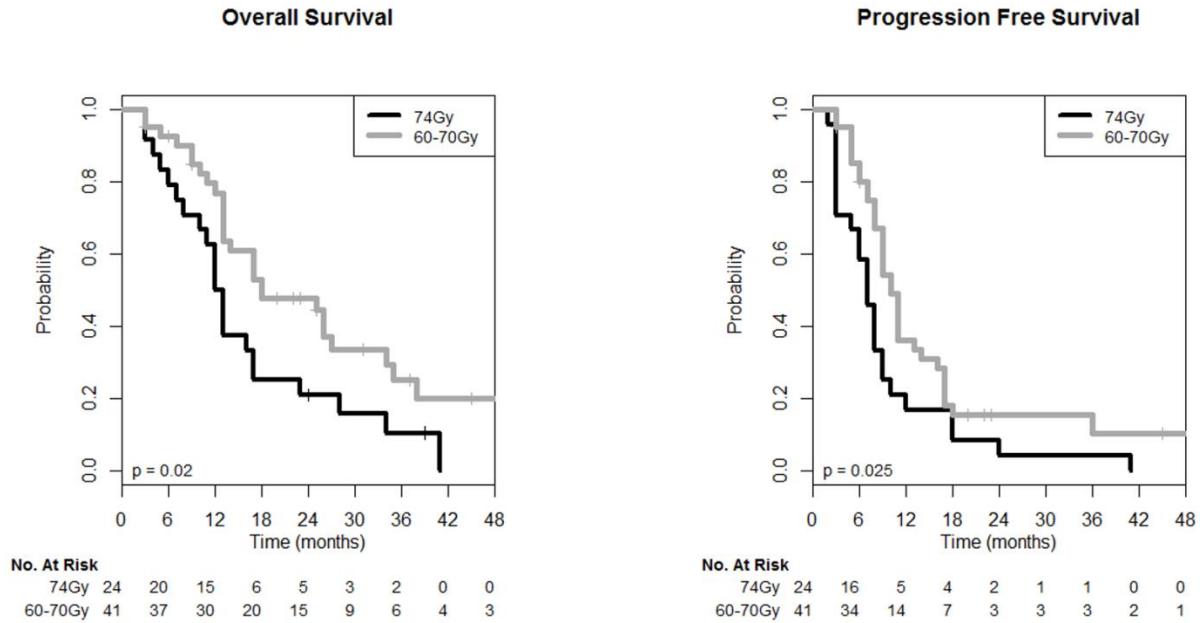 Overall Survival
1.0
0.8
0.6
0.4
0.2
0.0
Probability
74Gy
60-70Gy
p = 0.02
0 6 12 18 24 30 36 42 48
Time (months)
No. At Risk
74Gy 24 20 15 6 5 3 2 0 0
60-70Gy 41 37 30 20 15 9 6 4 3
Progression Free Survival
1.0
0.8
0.6
0.4
0.2
0.0
Probability
74Gy
60-70Gy
p = 0.025
0 6 12 18 24 30 36 42 48
Time (months)
No. At Risk
74Gy 24 16 5 4 2 1 1 0 0
60-70Gy 41 34 14 7 3 3 3 2 1